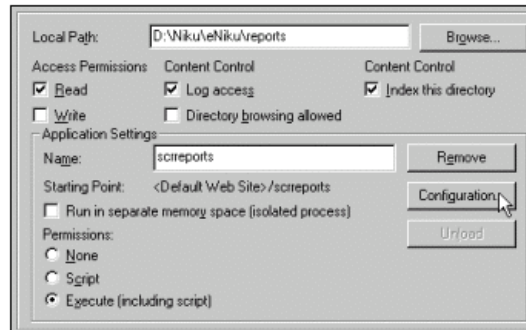 Local Path: D:\Niku\eNiku\reports Browse...
Access Permissions Content Control Content Control
Read Log access Index this directory
Write Directory browsing allowed
Application Settings
Name: scrreports Remove
Starting Point: <Default Web Site>/scrreports Configuration...
Run in separate memory space (isolated process)
Permissions: Unload
None
Script
Execute (including script)